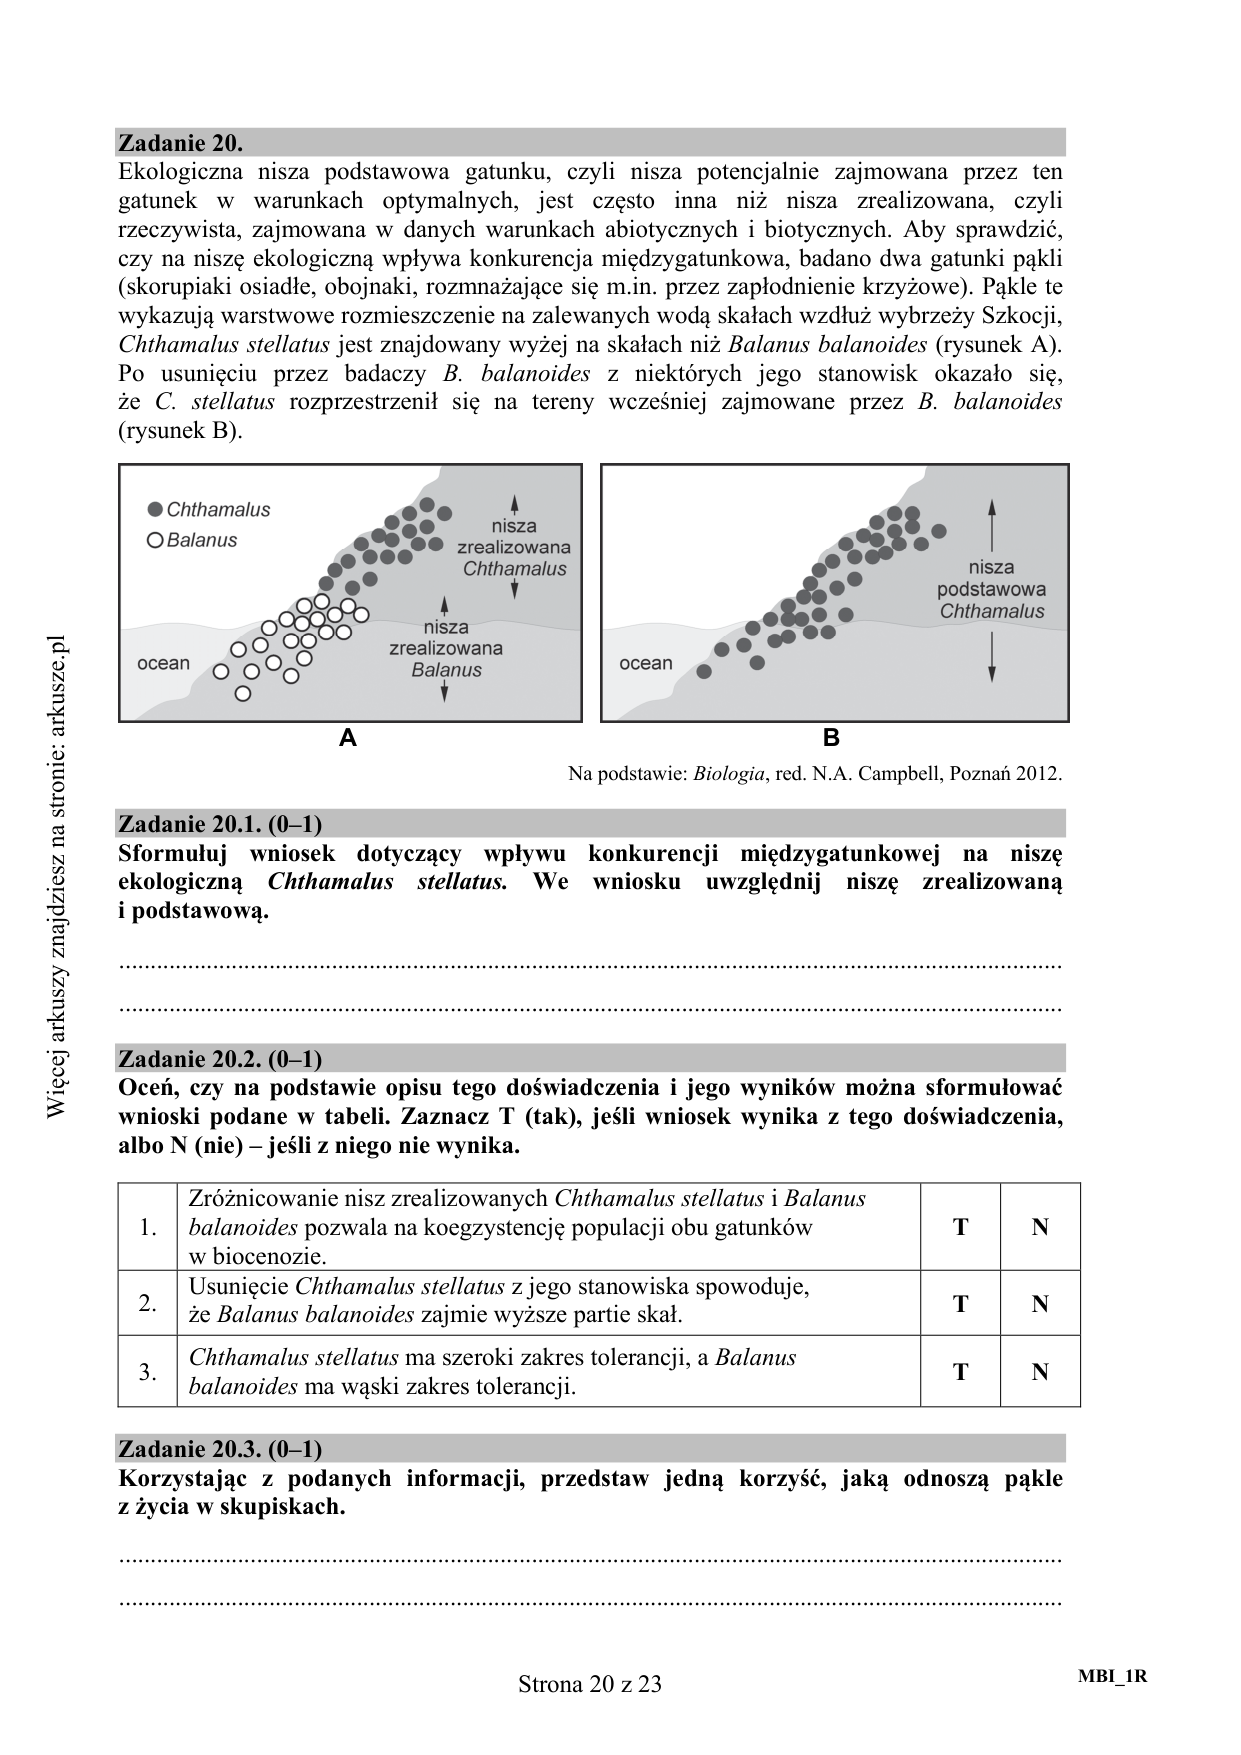 Zadanie 20.
Ekologiczna nisza podstawowa gatunku, czyli nisza potencjalnie zajmowana przez ten
gatunek w warunkach optymalnych, jest często inna niż nisza zrealizowana, czyli
rzeczywista, zajmowana w danych warunkach abiotycznych i biotycznych. Aby sprawdzić,
czy na niszę ekologiczną wpływa konkurencja międzygatunkowa, badano dwa gatunki pąkli
(skorupiaki osiadłe, obojnaki, rozmnażające się m.in. przez zapłodnienie krzyżowe). Pąkle te
wykazują warstwowe rozmieszczenie na zalewanych wodą skałach wzdłuż wybrzeży Szkocji,
Chthamalus stellatus jest znajdowany wyżej na skałach niż Balanus balanoides (rysunek A).
Po usunięciu przez badaczy B. balanoides z niektórych jego stanowisk okazało się,
że C. stellatus rozprzestrzenił się na tereny wcześniej zajmowane przez B. balanoides
(rysunek B).
Chthamalus
Balanus
nisza
zrealizowana
Chthamalus
nisza
zrealizowana
Balanus
ocean
A
nisza
podstawowa
Chthamalus
ocean
B
Na podstawie: Biologia, red. N.A. Campbell, Poznań 2012.
Zadanie 20.1. (0–1)
Sformułuj wniosek dotyczący wpływu konkurencji międzygatunkowej na niszę
ekologiczną Chthamalus stellatus. We wniosku uwzględnij niszę zrealizowaną
i podstawową.
Zadanie 20.2. (0–1)
Oceń, czy na podstawie opisu tego doświadczenia i jego wyników można sformułować
wnioski podane w tabeli. Zaznacz T (tak), jeśli wniosek wynika z tego doświadczenia,
albo N (nie) – jeśli z niego nie wynika.
1. Zróżnicowanie nisz zrealizowanych Chthamalus stellatus i Balanus
balanoides pozwala na koegzystencję populacji obu gatunków
w biocenozie. T N
2. Usunięcie Chthamalus stellatus z jego stanowiska spowoduje,
że Balanus balanoides zajmie wyższe partie skał. T N
3. Chthamalus stellatus ma szeroki zakres tolerancji, a Balanus
balanoides ma wąski zakres tolerancji. T N
Zadanie 20.3. (0–1)
Korzystając z podanych informacji, przedstaw jedną korzyść, jaką odnoszą pąkle
z życia w skupiskach.
Strona 20 z 23
MBI_1R
Więcej arkuszy znajdziesz na stronie: arkusze.pl